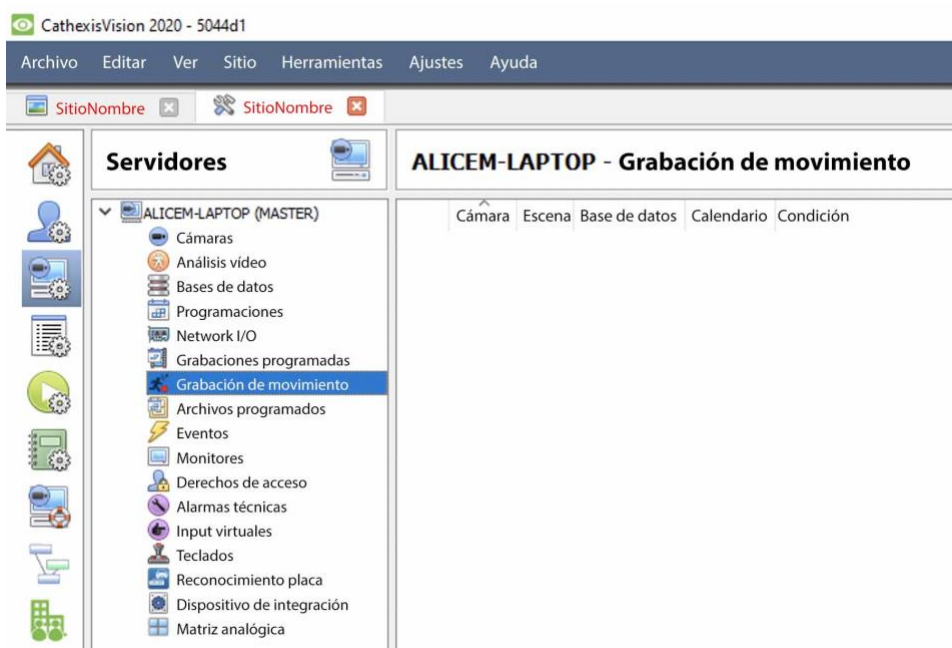 CathexisVision 2020 - 5044d1
Archivo Editar Ver Sitio Herramientas Ajustes Ayuda
SitioNombre SitioNombre
Servidores
ALICEM-LAPTOP - Grabación de movimiento
ALICEM-LAPTOP (MASTER)
Cámaras
Análisis vídeo
Bases de datos
Programaciones
Network I/O
Grabaciones programadas
Grabación de movimiento
Archivos programados
Eventos
Monitores
Derechos de acceso
Alarmas técnicas
Input virtuales
Teclados
Reconocimiento placa
Dispositivo de integración
Matriz analógica
Cámara Escena Base de datos Calendario Condición